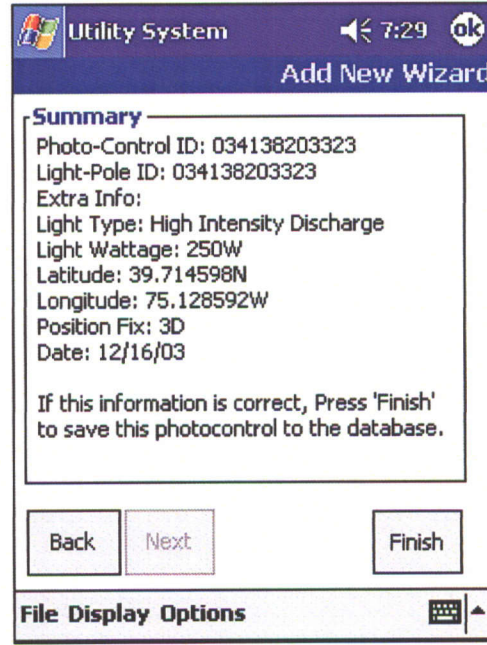 Utility System 7:29 ok
Add New Wizard
Summary
Photo-Control ID: 034138203323
Light-Pole ID: 034138203323
Extra Info:
Light Type: High Intensity Discharge
Light Wattage: 250W
Latitude: 39.714598N
Longitude: 75.128592W
Position Fix: 3D
Date: 12/16/03
If this information is correct, Press 'Finish'
to save this photocontrol to the database.
Back Next Finish
File Display Options